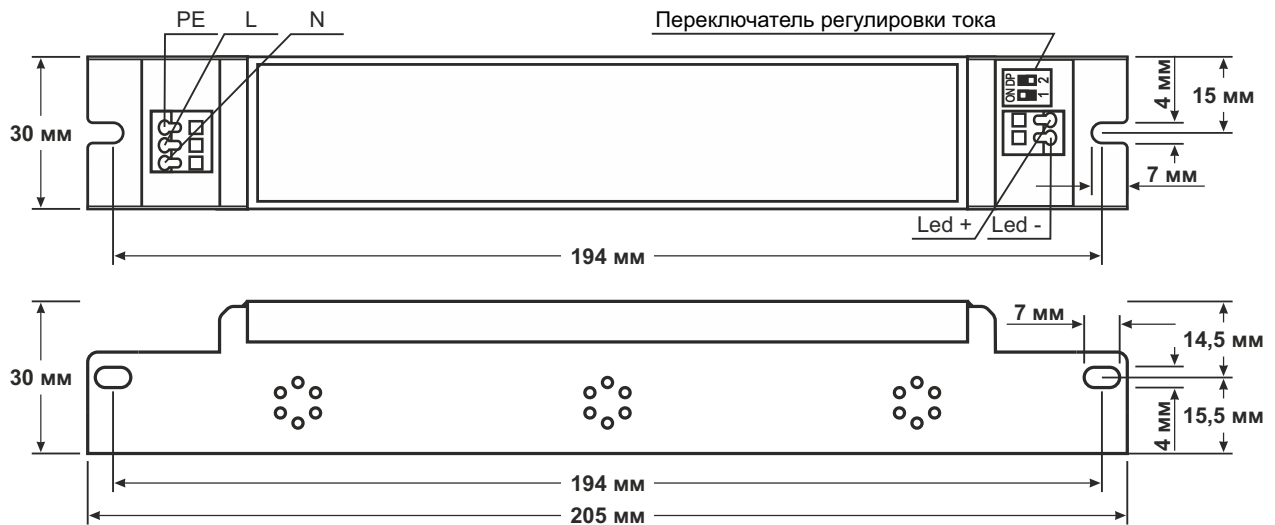 PE L N
Переключатель регулировки тока
ON DP
1 2
30 мм
4 мм
15 мм
7 мм
Led + Led -
194 мм
7 мм
14,5 мм
30 мм
4 мм
15,5 мм
194 мм
205 мм